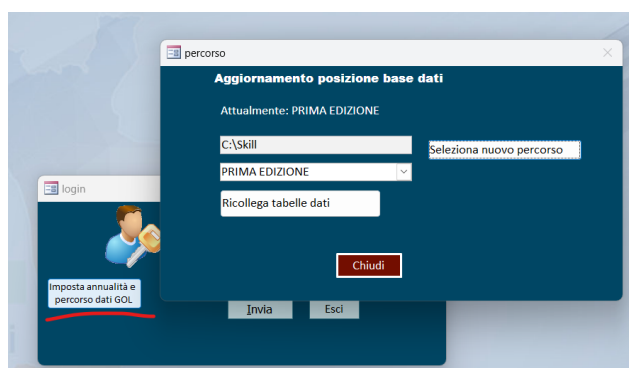 percorso
Aggiornamento posizione base dati
Attualmente: PRIMA EDIZIONE
C:\Skill
Seleziona nuovo percorso
PRIMA EDIZIONE
Ricollega tabelle dati
Chiudi
login
Imposta annualità e
percorso dati GOL
Invia
Esci